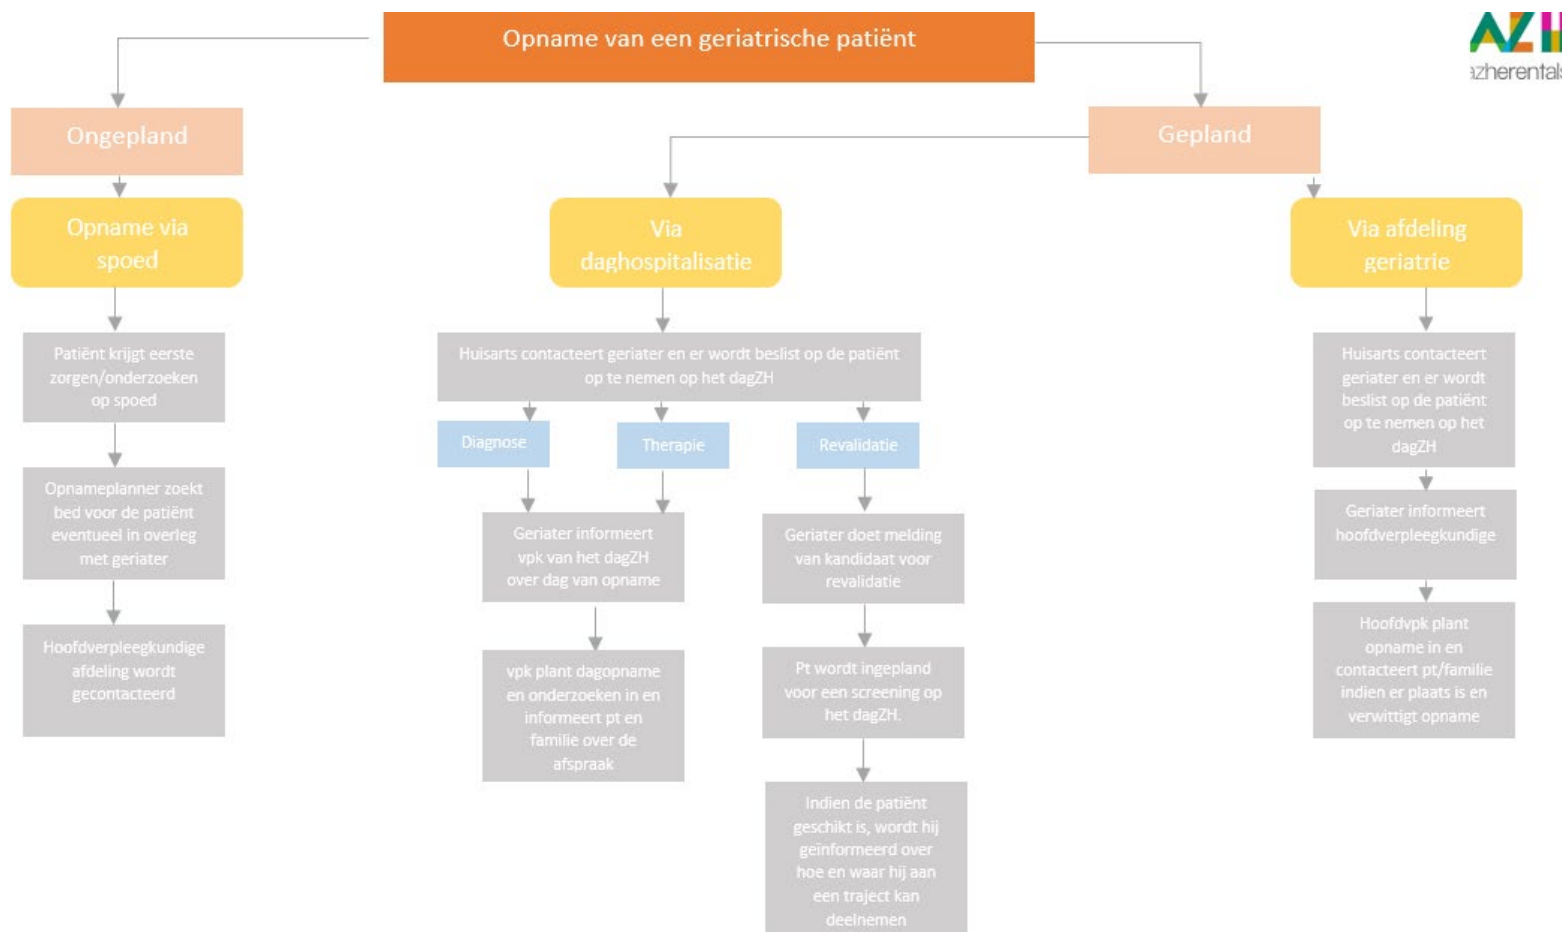 Opname van een geriatrische patiënt
azherentals
Ongepland
Gepland
Opname via
spoed
Via
daghospitalisatie
Via afdeling
geriatrie
Patiënt krijgt eerste
zorgen/onderzoeken
op spoed
Huisarts contacteert geriater en er wordt beslist op de patiënt
op te nemen op het dagZH
Huisarts contacteert
geriater en er wordt
beslist op de patiënt
op te nemen op het
dagZH
Diagnose
Therapie
Revalidatie
Opnameplanner zoekt
bed voor de patiënt
eventueel in overleg
met geriater
Geriater informeert
vpk van het dagZH
over dag van opname
Geriater doet melding
van kandidaat voor
revalidatie
Geriater informeert
hoofdverpleegkundige
Hoofdverpleegkundige
afdeling wordt
gecontacteerd
vpk plant dagopname
en onderzoeken in en
informeert pt en
familie over de
afspraak
Pt wordt ingepland
voor een screening op
het dagZH.
Hoofdvpk plant
opname in en
contacteert pt/familie
indien er plaats is en
verwittigt opname
Indien de patiënt
geschikt is, wordt hij
geïnformeerd over
hoe en waar hij aan
een traject kan
deelnemen